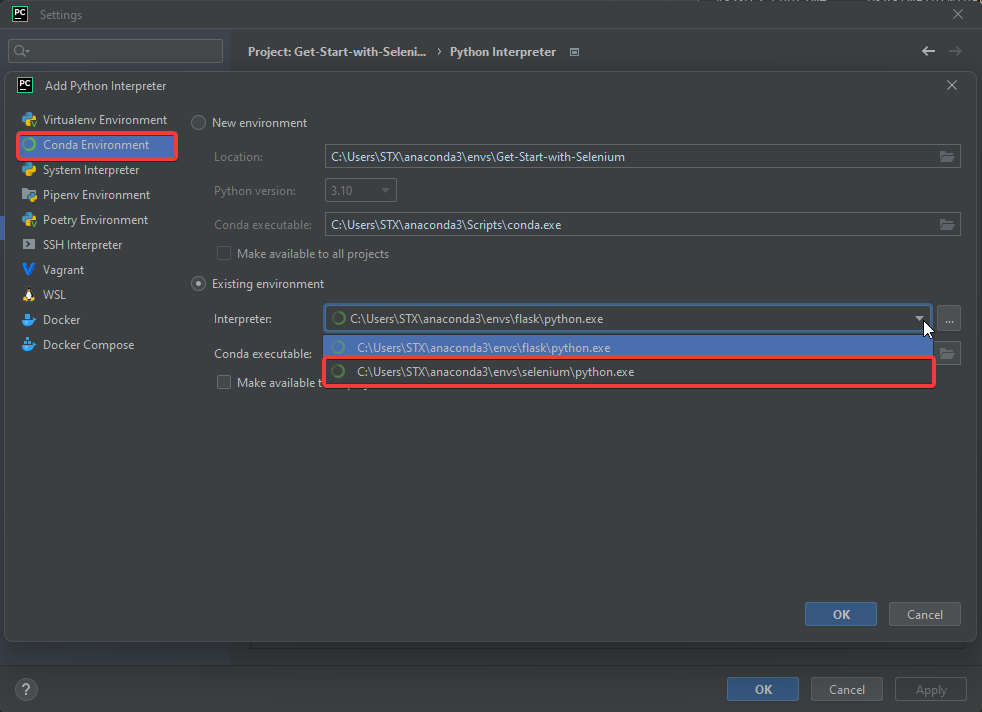 PC Settings
Project: Get-Start-with-Seleni... › Python Interpreter
PC Add Python Interpreter
Virtualenv Environment
Conda Environment
System Interpreter
Pipenv Environment
Poetry Environment
SSH Interpreter
Vagrant
WSL
Docker
Docker Compose
New environment
Location: C:\Users\STX\anaconda3\envs\Get-Start-with-Selenium
Python version: 3.10
Conda executable: C:\Users\STX\anaconda3\Scripts\conda.exe
Make available to all projects
Existing environment
Interpreter: C:\Users\STX\anaconda3\envs\flask\python.exe ...
C:\Users\STX\anaconda3\envs\flask\python.exe
Conda executable:
C:\Users\STX\anaconda3\envs\selenium\python.exe
Make available
OK Cancel
? OK Cancel Apply